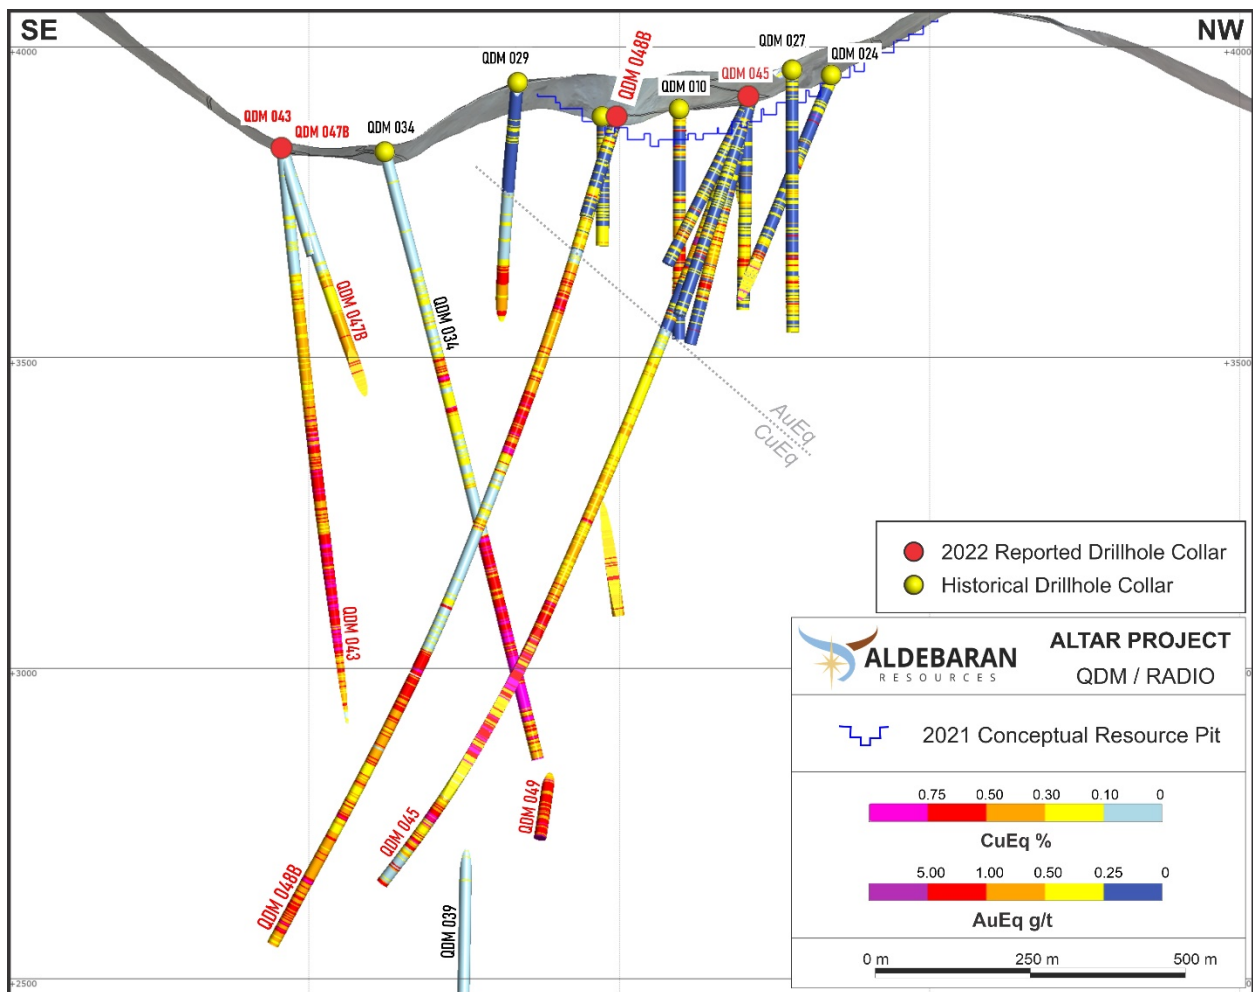 SE
NW
+4000
+4000
QDM 029
QDM 048B
QDM 027
QDM 024
QDM 045
QDM 010
QDM 043
QDM 047B
QDM 034
QDM 047B
QDM 034
+3500
+3500
AuEq
CuEq
QDM 043
+3000
QDM 049
QDM 045
QDM 048B
QDM 039
+2500
2022 Reported Drillhole Collar
Historical Drillhole Collar
ALDEBARAN
RESOURCES
ALTAR PROJECT
QDM / RADIO
2021 Conceptual Resource Pit
0.75 0.50 0.30 0.10 0
CuEq %
5.00 1.00 0.50 0.25 0
AuEq g/t
0 m 250 m 500 m